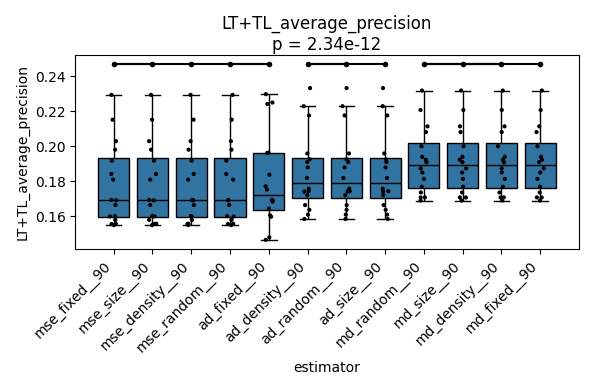 LT+TL_average_precision
p = 2.34e-12
LT+TL_average_precision
0.24
0.22
0.20
0.18
0.16
mse_fixed__90
mse_size__90
mse_density__90
mse_random__90
ad_fixed__90
ad_density__90
ad_random__90
ad_size__90
md_random__90
md_size__90
md_density__90
md_fixed__90
estimator